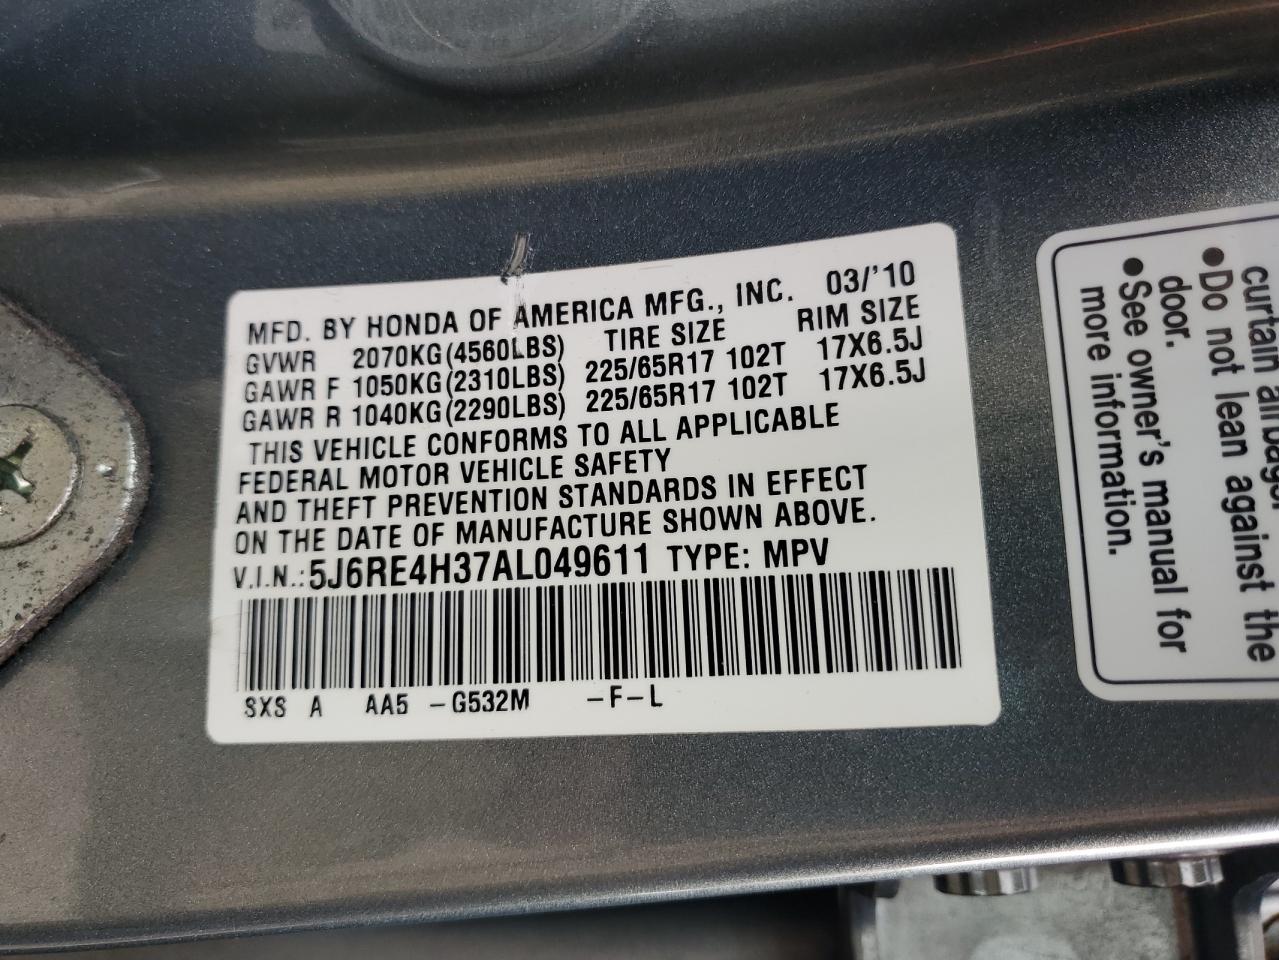 MFD. BY HONDA OF AMERICA MFG., INC. 03/'10
GVWR 2070KG(4560LBS) TIRE SIZE RIM SIZE
GAWR F 1050KG(2310LBS) 225/65R17 102T 17X6.5J
GAWR R 1040KG(2290LBS) 225/65R17 102T 17X6.5J
THIS VEHICLE CONFORMS TO ALL APPLICABLE
FEDERAL MOTOR VEHICLE SAFETY
AND THEFT PREVENTION STANDARDS IN EFFECT
ON THE DATE OF MANUFACTURE SHOWN ABOVE.
V.I.N.: 5J6RE4H37AL049611 TYPE: MPV
SXS A AA5 -G532M -F-L
curtain airbag
●Do not lean against the
door.
●See owner's manual for
more information.